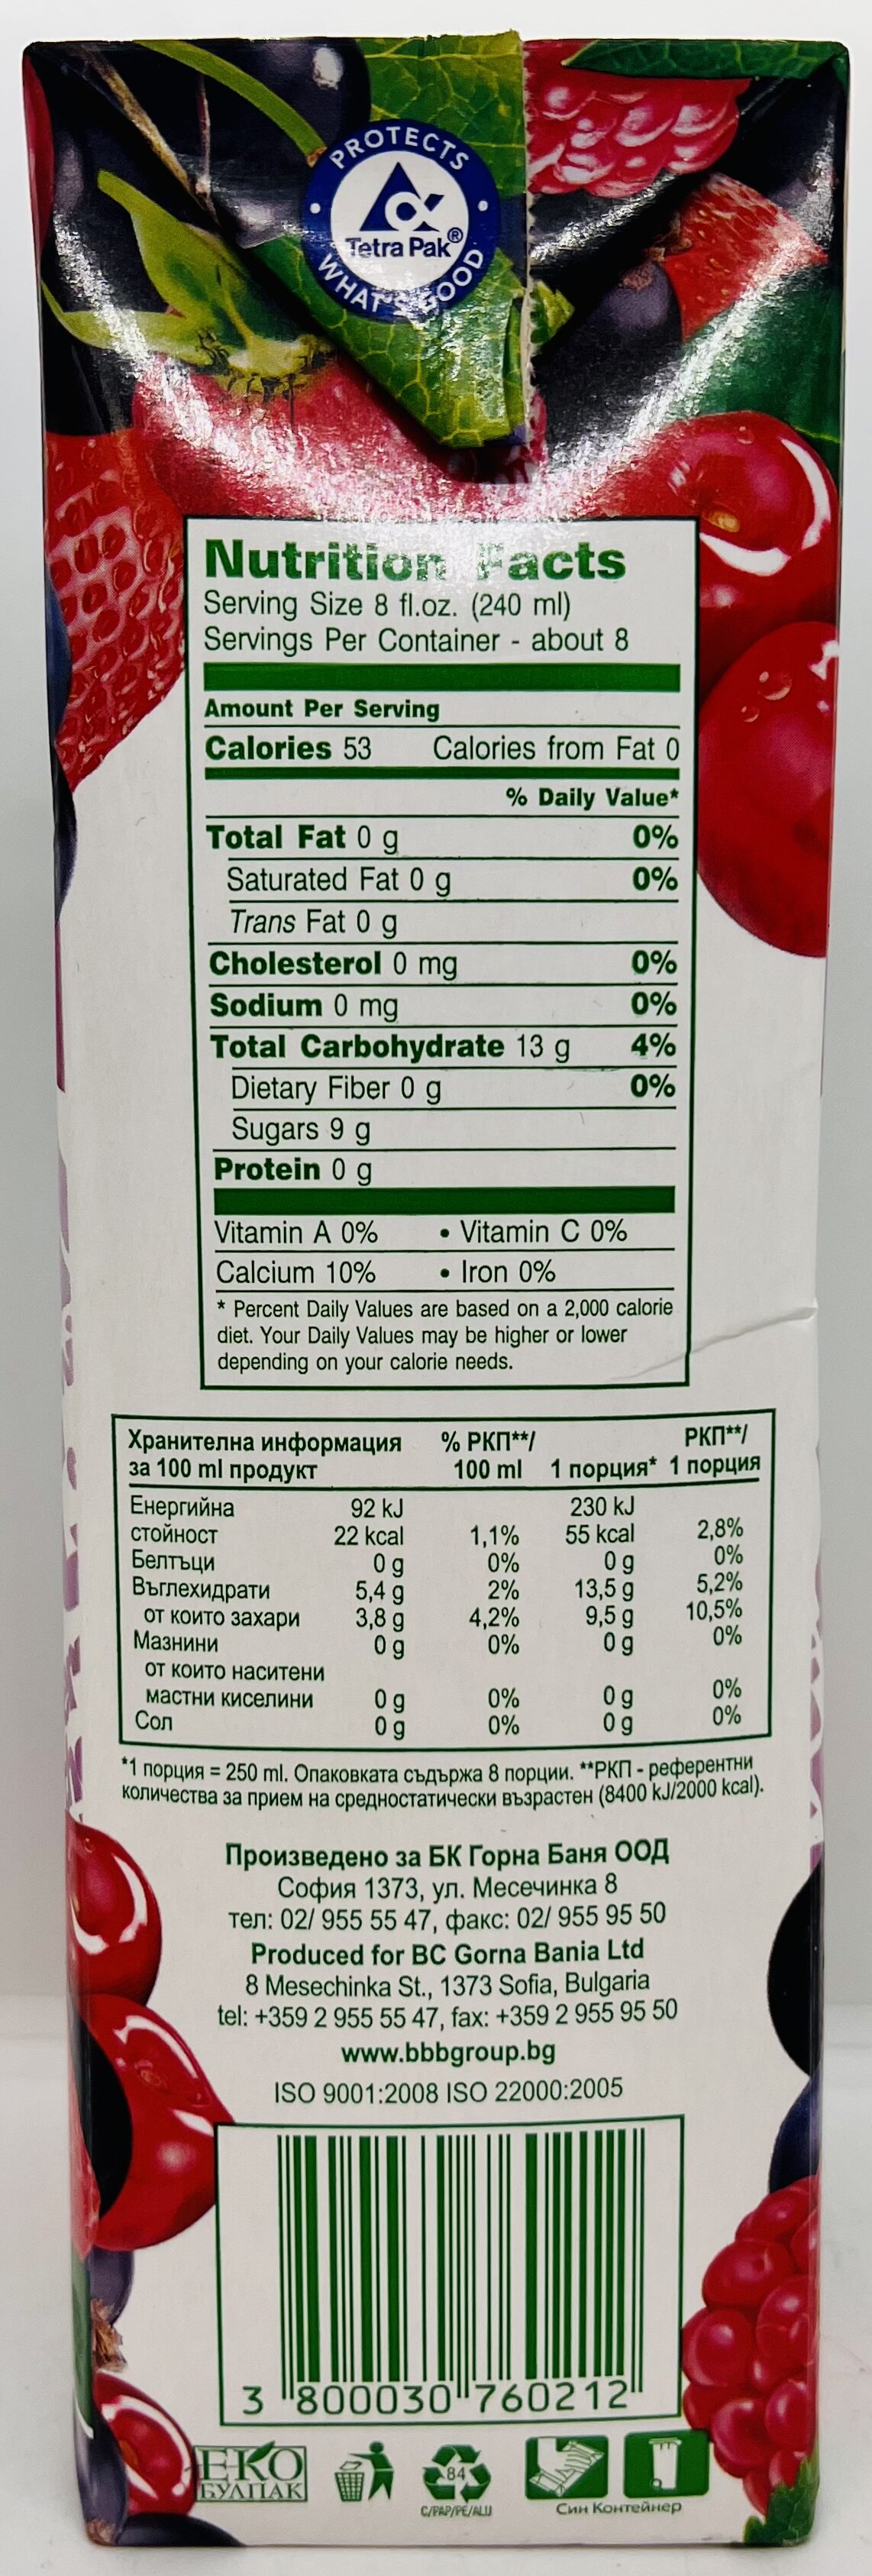 PROTECTS
Tetra Pak®
WHAT'S GOOD
Nutrition Facts
Serving Size 8 fl.oz. (240 ml)
Servings Per Container - about 8
Amount Per Serving
Calories 53 Calories from Fat 0
% Daily Value*
Total Fat 0 g 0%
Saturated Fat 0 g 0%
Trans Fat 0 g
Cholesterol 0 mg 0%
Sodium 0 mg 0%
Total Carbohydrate 13 g 4%
Dietary Fiber 0 g 0%
Sugars 9 g
Protein 0 g
Vitamin A 0% • Vitamin C 0%
Calcium 10% • Iron 0%
* Percent Daily Values are based on a 2,000 calorie
diet. Your Daily Values may be higher or lower
depending on your calorie needs.
Хранителна информация % РКП**/ РКП**/
за 100 ml продукт 100 ml 1 порция* 1 порция
Енергийна 92 kJ 230 kJ
стойност 22 kcal 1,1% 55 kcal 2,8%
Белтъци 0 g 0% 0 g 0%
Въглехидрати 5,4 g 2% 13,5 g 5,2%
от които захари 3,8 g 4,2% 9,5 g 10,5%
Мазнини 0 g 0% 0 g 0%
от които наситени
мастни киселини 0 g 0% 0 g 0%
Сол 0 g 0% 0 g 0%
*1 порция = 250 ml. Опаковката съдържа 8 порции. **РКП - референтни
количества за прием на средностатически възрастен (8400 kJ/2000 kcal).
Произведено за БК Горна Баня ООД
София 1373, ул. Месечинка 8
тел: 02/ 955 55 47, факс: 02/ 955 95 50
Produced for BC Gorna Bania Ltd
8 Mesechinka St., 1373 Sofia, Bulgaria
tel: +359 2 955 55 47, fax: +359 2 955 95 50
www.bbbgroup.bg
ISO 9001:2008 ISO 22000:2005
3 800030 760212
ЕКО
БУЛПАК
84
C/PAP/PE/ALU
Син Контейнер